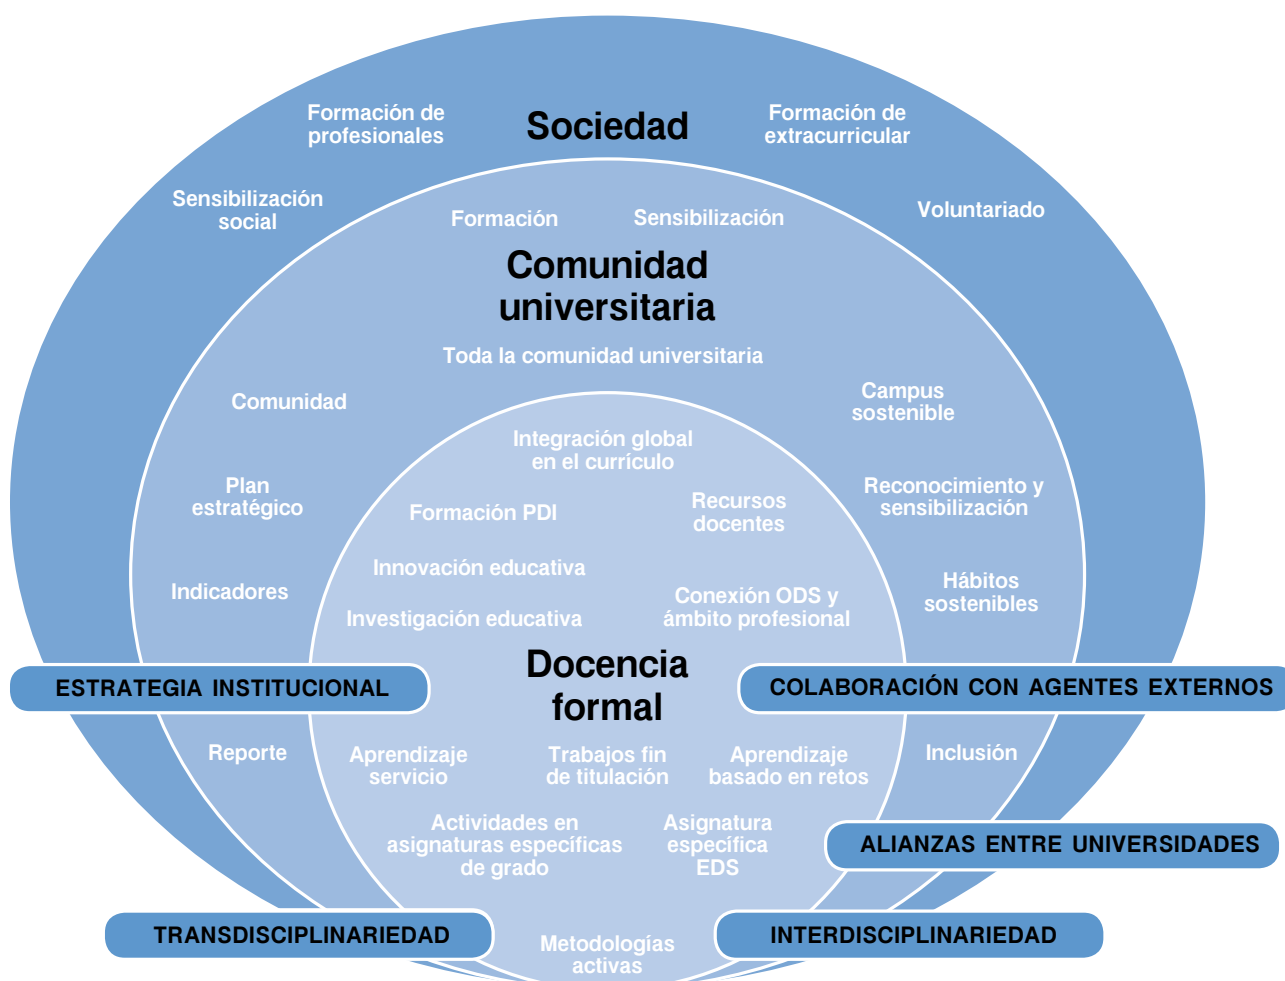 Formación de
profesionales
Sociedad
Formación de
extracurricular
Sensibilización
social
Voluntariado
Formación
Sensibilización
Comunidad
universitaria
Toda la comunidad universitaria
Comunidad
Campus
sostenible
Integración global
en el currículo
Plan
estratégico
Reconocimiento y
sensibilización
Formación PDI
Recursos
docentes
Innovación educativa
Indicadores
Hábitos
sostenibles
Investigación educativa
Conexión ODS y
ámbito profesional
Docencia
formal
ESTRATEGIA INSTITUCIONAL
COLABORACIÓN CON AGENTES EXTERNOS
Reporte
Aprendizaje
servicio
Trabajos fin
de titulación
Aprendizaje
basado en retos
Inclusión
Actividades en
asignaturas específicas
de grado
Asignatura
específica
EDS
ALIANZAS ENTRE UNIVERSIDADES
TRANSDISCIPLINARIEDAD
Metodologías
activas
INTERDISCIPLINARIEDAD